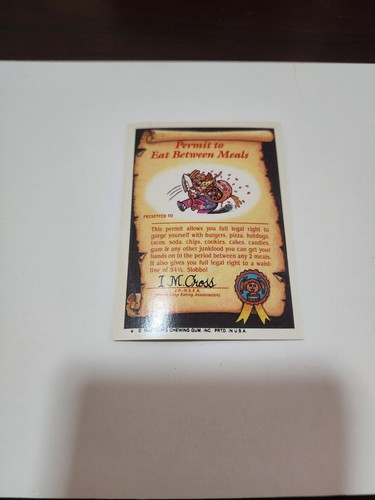 Permit to
Eat Between Meals
PRESENTED TO
This permit allows you full legal right to
gorge yourself with burgers, pizza, hotdogs,
tacos, soda, chips, cookies, cakes, candies,
gum & any other junkfood you can get your
hands on in the period between any 2 meals.
It also gives you full legal right to a waist-
line of 54½. Slobbo!
I. M. Gross
Eating Association)
CHEWING GUM, INC. PRTD. IN U.S.A.